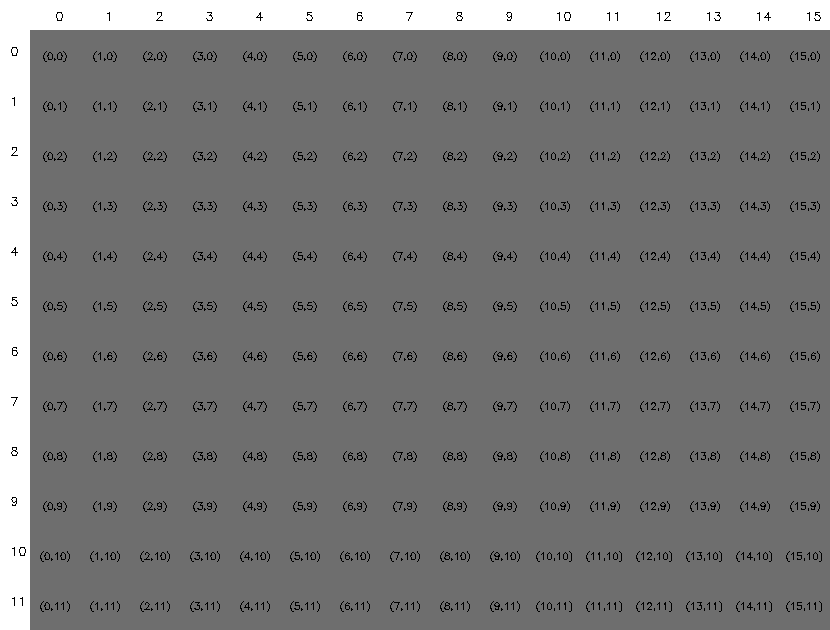 0 1 2 3 4 5 6 7 8 9 10 11 12 13 14 15
0 (0,0) (1,0) (2,0) (3,0) (4,0) (5,0) (6,0) (7,0) (8,0) (9,0) (10,0) (11,0) (12,0) (13,0) (14,0) (15,0)
1 (0,1) (1,1) (2,1) (3,1) (4,1) (5,1) (6,1) (7,1) (8,1) (9,1) (10,1) (11,1) (12,1) (13,1) (14,1) (15,1)
2 (0,2) (1,2) (2,2) (3,2) (4,2) (5,2) (6,2) (7,2) (8,2) (9,2) (10,2) (11,2) (12,2) (13,2) (14,2) (15,2)
3 (0,3) (1,3) (2,3) (3,3) (4,3) (5,3) (6,3) (7,3) (8,3) (9,3) (10,3) (11,3) (12,3) (13,3) (14,3) (15,3)
4 (0,4) (1,4) (2,4) (3,4) (4,4) (5,4) (6,4) (7,4) (8,4) (9,4) (10,4) (11,4) (12,4) (13,4) (14,4) (15,4)
5 (0,5) (1,5) (2,5) (3,5) (4,5) (5,5) (6,5) (7,5) (8,5) (9,5) (10,5) (11,5) (12,5) (13,5) (14,5) (15,5)
6 (0,6) (1,6) (2,6) (3,6) (4,6) (5,6) (6,6) (7,6) (8,6) (9,6) (10,6) (11,6) (12,6) (13,6) (14,6) (15,6)
7 (0,7) (1,7) (2,7) (3,7) (4,7) (5,7) (6,7) (7,7) (8,7) (9,7) (10,7) (11,7) (12,7) (13,7) (14,7) (15,7)
8 (0,8) (1,8) (2,8) (3,8) (4,8) (5,8) (6,8) (7,8) (8,8) (9,8) (10,8) (11,8) (12,8) (13,8) (14,8) (15,8)
9 (0,9) (1,9) (2,9) (3,9) (4,9) (5,9) (6,9) (7,9) (8,9) (9,9) (10,9) (11,9) (12,9) (13,9) (14,9) (15,9)
10 (0,10) (1,10) (2,10) (3,10) (4,10) (5,10) (6,10) (7,10) (8,10) (9,10) (10,10) (11,10) (12,10) (13,10) (14,10) (15,10)
11 (0,11) (1,11) (2,11) (3,11) (4,11) (5,11) (6,11) (7,11) (8,11) (9,11) (10,11) (11,11) (12,11) (13,11) (14,11) (15,11)